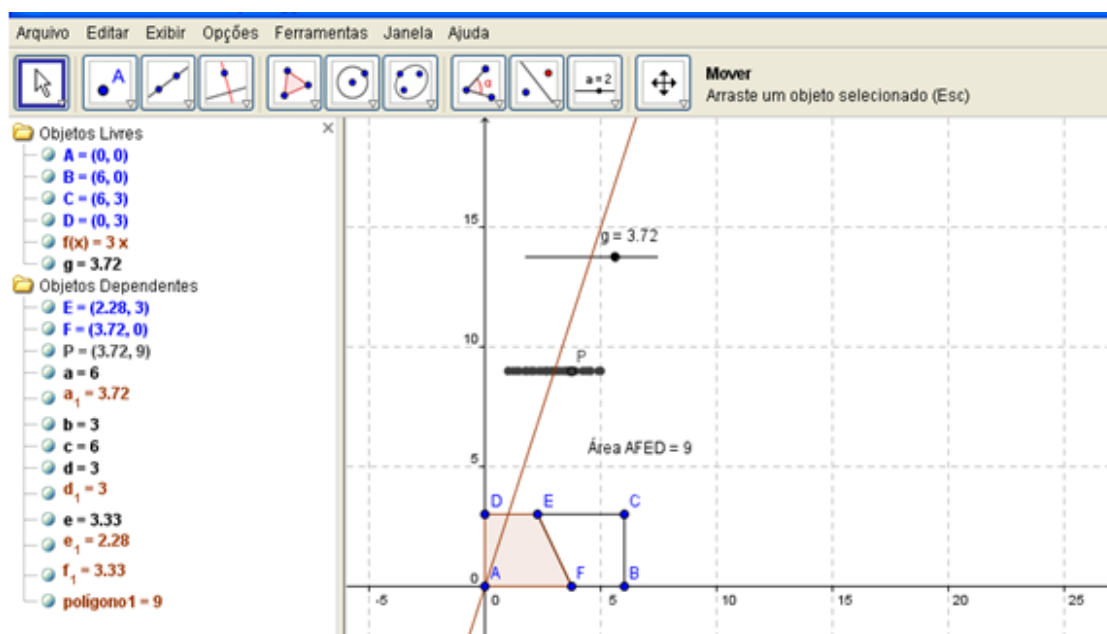 Arquivo Editar Exibir Opções Ferramentas Janela Ajuda
A
α
a = 2
Mover
Arraste um objeto selecionado (Esc)
Objetos Livres
A = (0, 0)
B = (6, 0)
C = (6, 3)
D = (0, 3)
f(x) = 3 x
g = 3.72
Objetos Dependentes
E = (2.28, 3)
F = (3.72, 0)
P = (3.72, 9)
a = 6
a₁ = 3.72
b = 3
c = 6
d = 3
d₁ = 3
e = 3.33
e₁ = 2.28
f₁ = 3.33
polígono1 = 9
15
g = 3.72
10
P
Área AFED = 9
5
D E C
0 A F B
-5 0 5 10 15 20 25